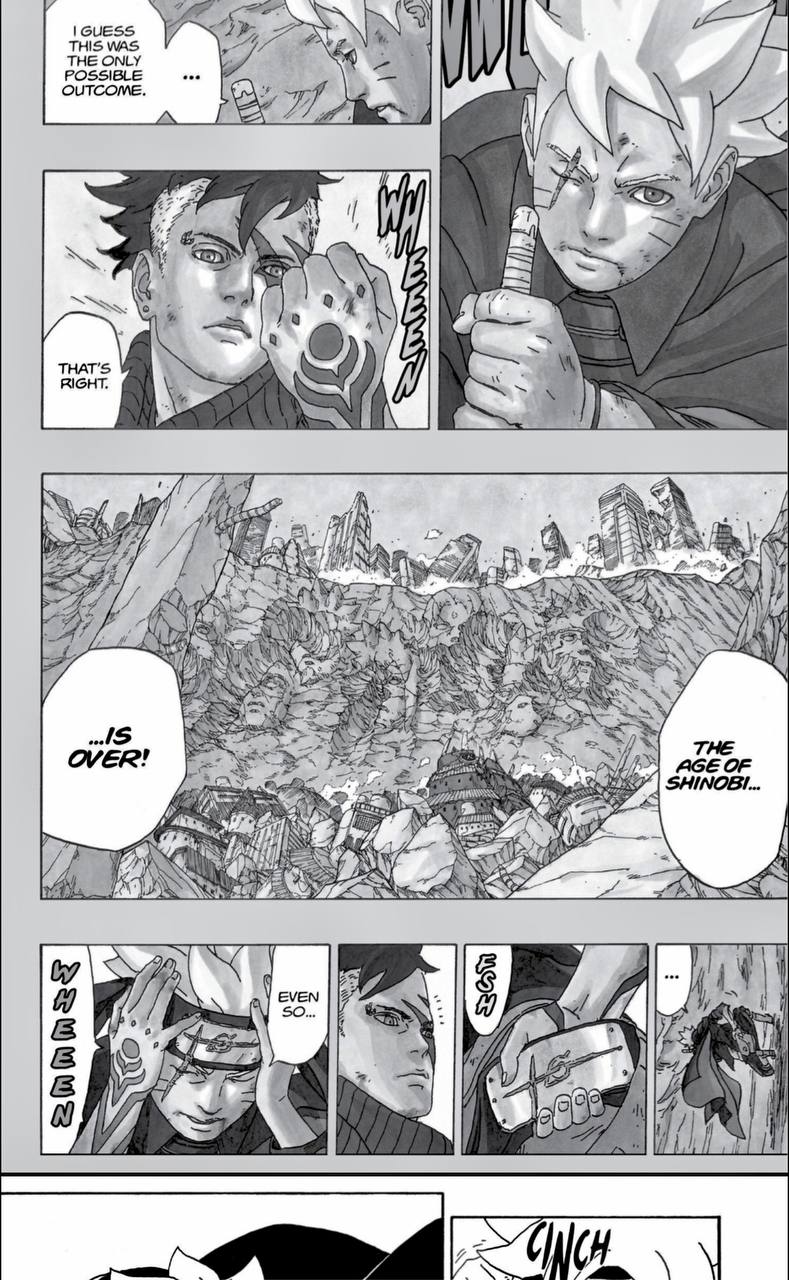 ...
I GUESS
THIS WAS
THE ONLY
POSSIBLE
OUTCOME.
WHEEEEN
THAT'S
RIGHT.
THE
AGE OF
SHINOBI...
...IS
OVER!
...
FSH
EVEN
SO...
WHEEEN
CINCH